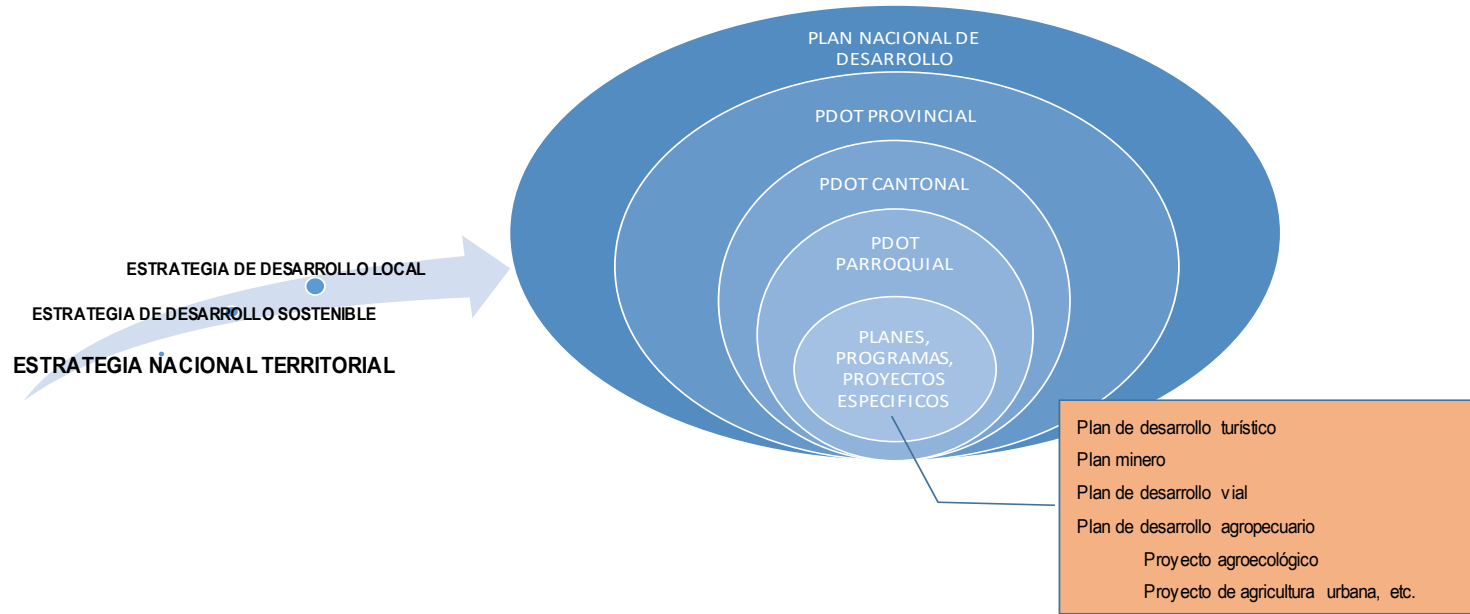 PLAN NACIONAL DE
DESARROLLO
PDOT PROVINCIAL
PDOT CANTONAL
PDOT
PARROQUIAL
PLANES,
PROGRAMAS,
PROYECTOS
ESPECIFICOS
ESTRATEGIA DE DESARROLLO LOCAL
ESTRATEGIA DE DESARROLLO SOSTENIBLE
ESTRATEGIA NACIONAL TERRITORIAL
Plan de desarrollo turístico
Plan minero
Plan de desarrollo vial
Plan de desarrollo agropecuario
Proyecto agroecológico
Proyecto de agricultura urbana, etc.